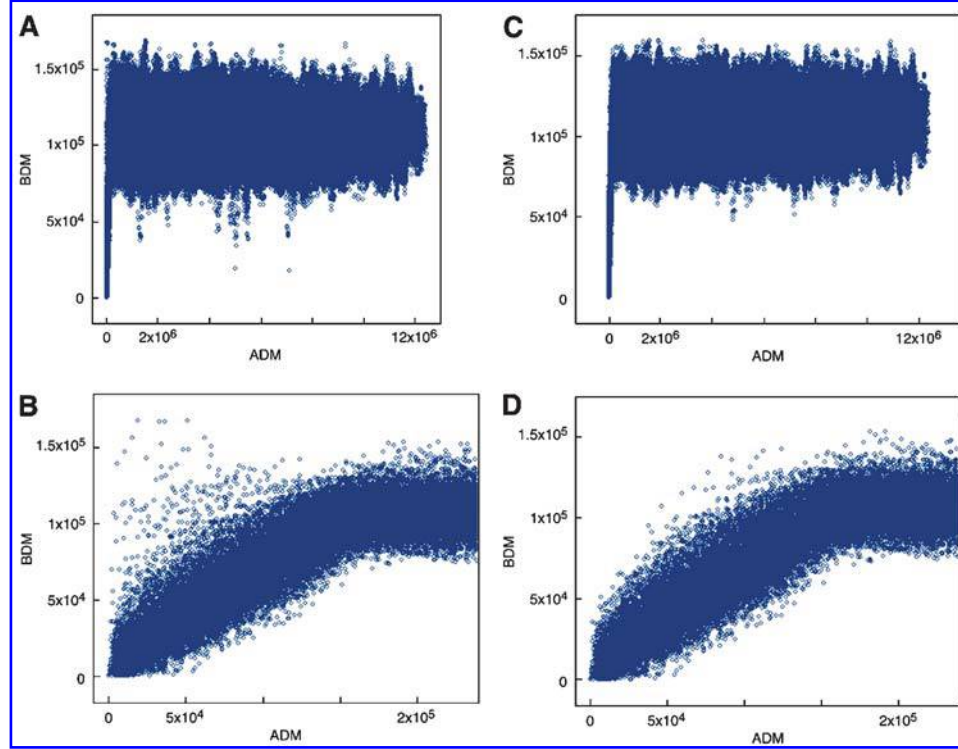 A
1.5x10⁵
1x10⁵
5x10⁴
0
BDM
0
2x10⁶
12x10⁶
ADM
C
1.5x10⁵
1x10⁵
5x10⁴
0
BDM
0
2x10⁶
12x10⁶
ADM
B
1.5x10⁵
1x10⁵
5x10⁴
0
BDM
0
5x10⁴
2x10⁵
ADM
D
1.5x10⁵
1x10⁵
5x10⁴
0
BDM
0
5x10⁴
2x10⁵
ADM